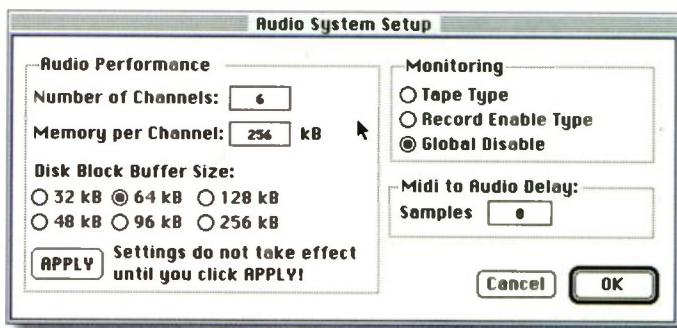 Audio System Setup
Audio Performance
Number of Channels: 6
Memory per Channel: 256 kB
Disk Block Buffer Size:
32 kB 64 kB 128 kB
48 kB 96 kB 256 kB
APPLY
Settings do not take effect
until you click APPLY!
Monitoring
Tape Type
Record Enable Type
Global Disable
Midi to Audio Delay:
Samples 0
Cancel
OK